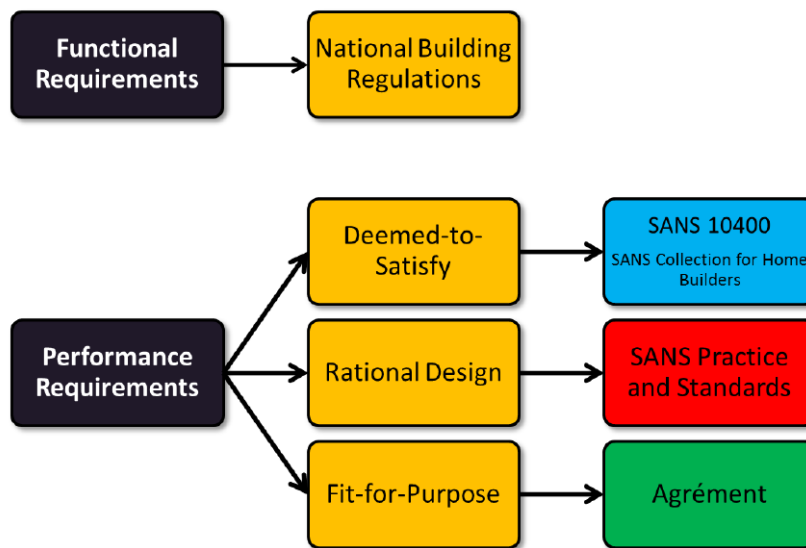 Functional
Requirements
National Building
Regulations
Deemed-to-
Satisfy
SANS 10400
SANS Collection for Home
Builders
Performance
Requirements
Rational Design
SANS Practice
and Standards
Fit-for-Purpose
Agrément